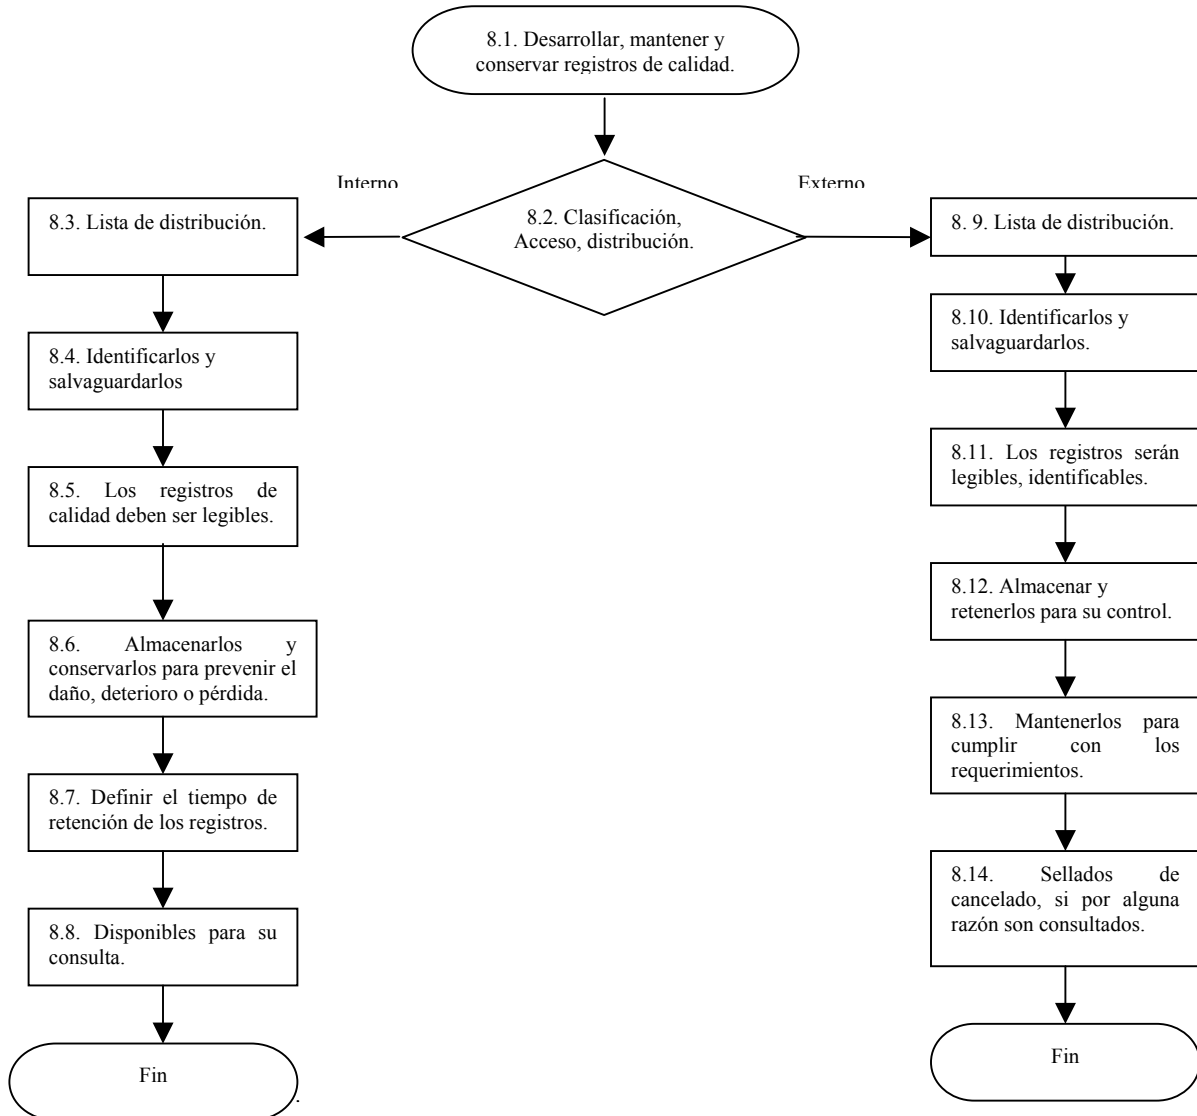 8.1. Desarrollar, mantener y
conservar registros de calidad.
Interno
Externo
8.2. Clasificación,
Acceso, distribución.
8.3. Lista de distribución.
8.4. Identificarlos y
salvaguardarlos
8.5. Los registros de
calidad deben ser legibles.
8.6. Almacenarlos y
conservarlos para prevenir el
daño, deterioro o pérdida.
8.7. Definir el tiempo de
retención de los registros.
8.8. Disponibles para su
consulta.
Fin
.
8. 9. Lista de distribución.
8.10. Identificarlos y
salvaguardarlos.
8.11. Los registros serán
legibles, identificables.
8.12. Almacenar y
retenerlos para su control.
8.13. Mantenerlos para
cumplir con los
requerimientos.
8.14. Sellados de
cancelado, si por alguna
razón son consultados.
Fin